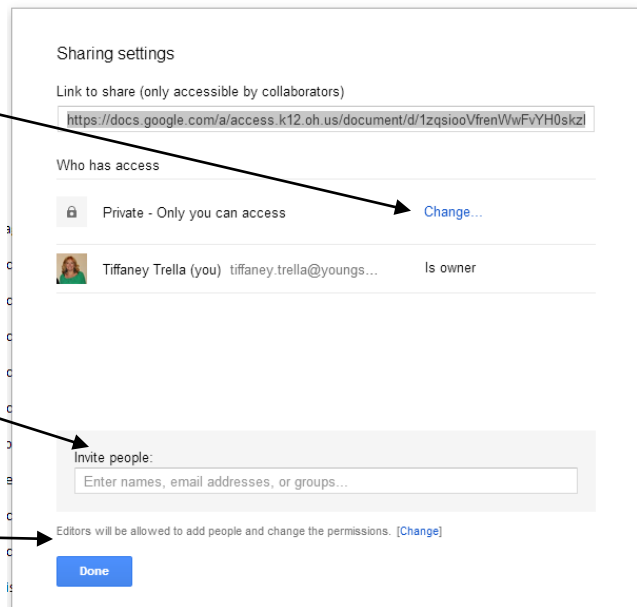 Sharing settings
Link to share (only accessible by collaborators)
https://docs.google.com/a/access.k12.oh.us/document/d/1zqsiooVfrenWwFvYH0skzl
Who has access
Private - Only you can access Change...
Tiffaney Trella (you) tiffaney.trella@youngs... Is owner
Invite people:
Enter names, email addresses, or groups...
Editors will be allowed to add people and change the permissions. [Change]
Done